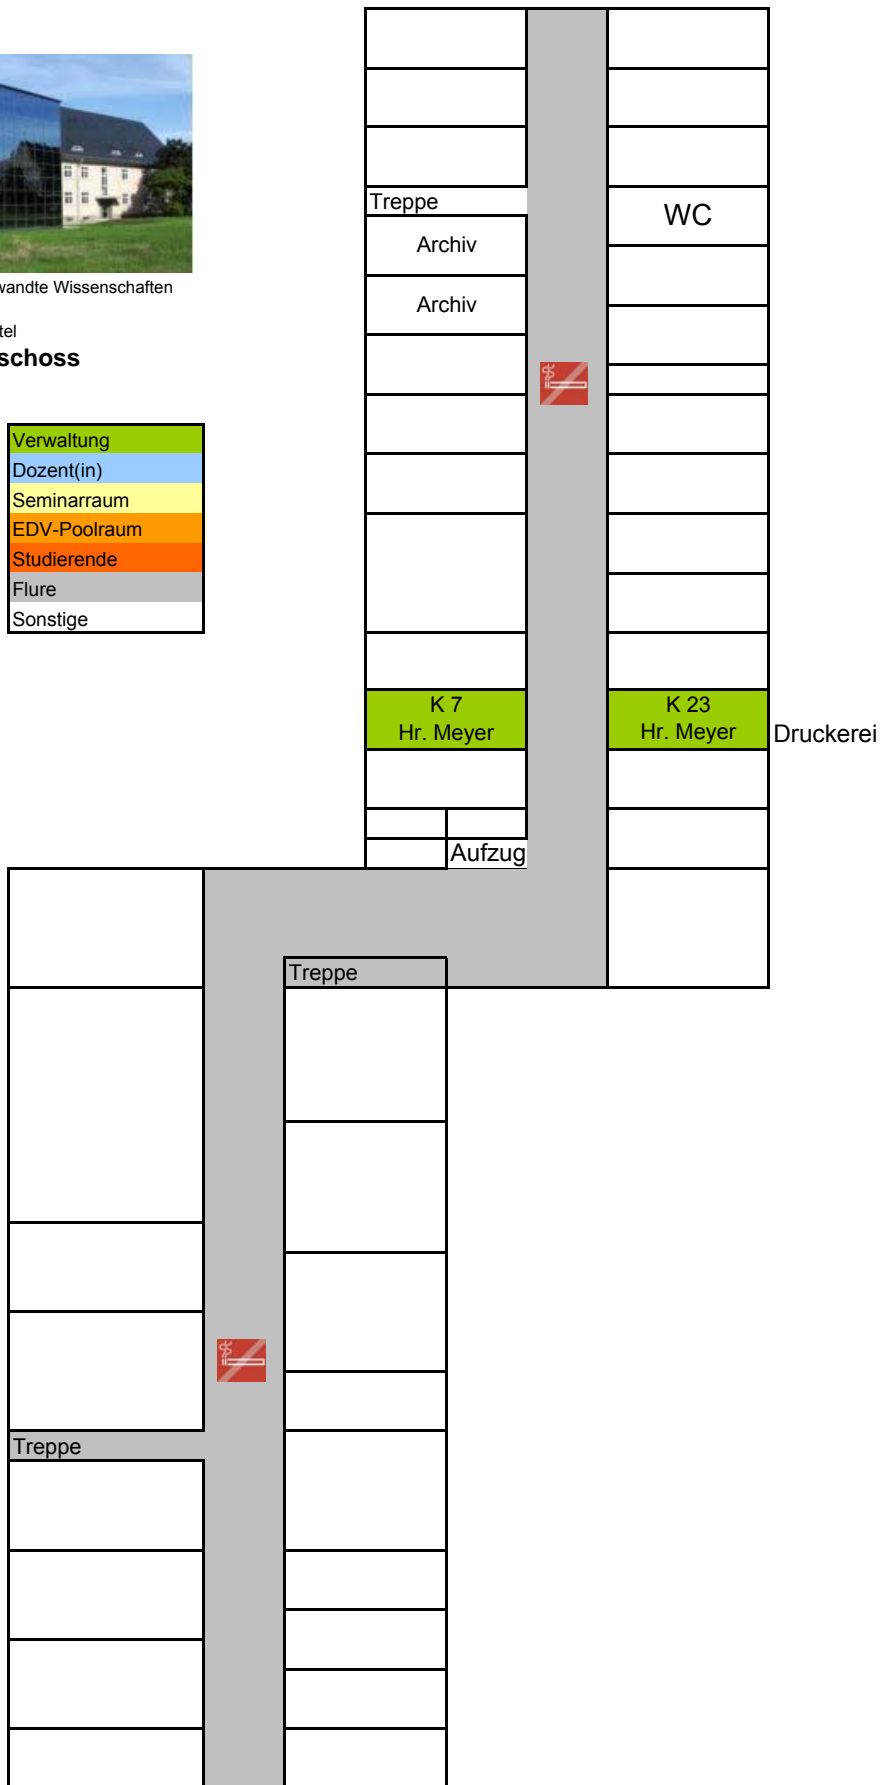 wandte Wissenschaften
tel
schoss
Verwaltung
Dozent(in)
Seminarraum
EDV-Poolraum
Studierende
Flure
Sonstige
Treppe
WC
Archiv
Archiv
K 7
Hr. Meyer
K 23
Hr. Meyer
Druckerei
Aufzug
Treppe
Treppe